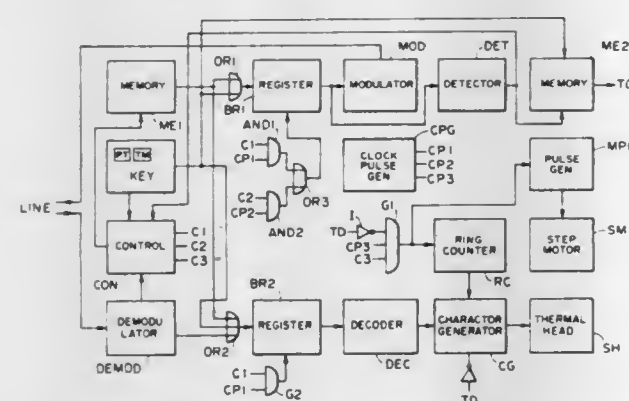 MOD
DET
ME2
OR1
MEMORY
REGISTER
MODULATOR
DETECTOR
MEMORY
ME1
BR1
AND1
C1
CP1
CPG
CLOCK
PULSE
GEN
CP1
CP2
CP3
PULSE
GEN
PT TM
KEY
OR3
C2
CP2
AND2
I
G1
TD
CP3
C3
LINE
CONTROL
C1
C2
C3
RING
COUNTER
STEP
MOTOR
SM
CON
BR2
RC
DEMODU
LATOR
REGISTER
DECODER
CHARACTOR
GENERATOR
THERMAL
HEAD
OR2
DEMOD
DEC
CG
SH
C1
CP1
G2